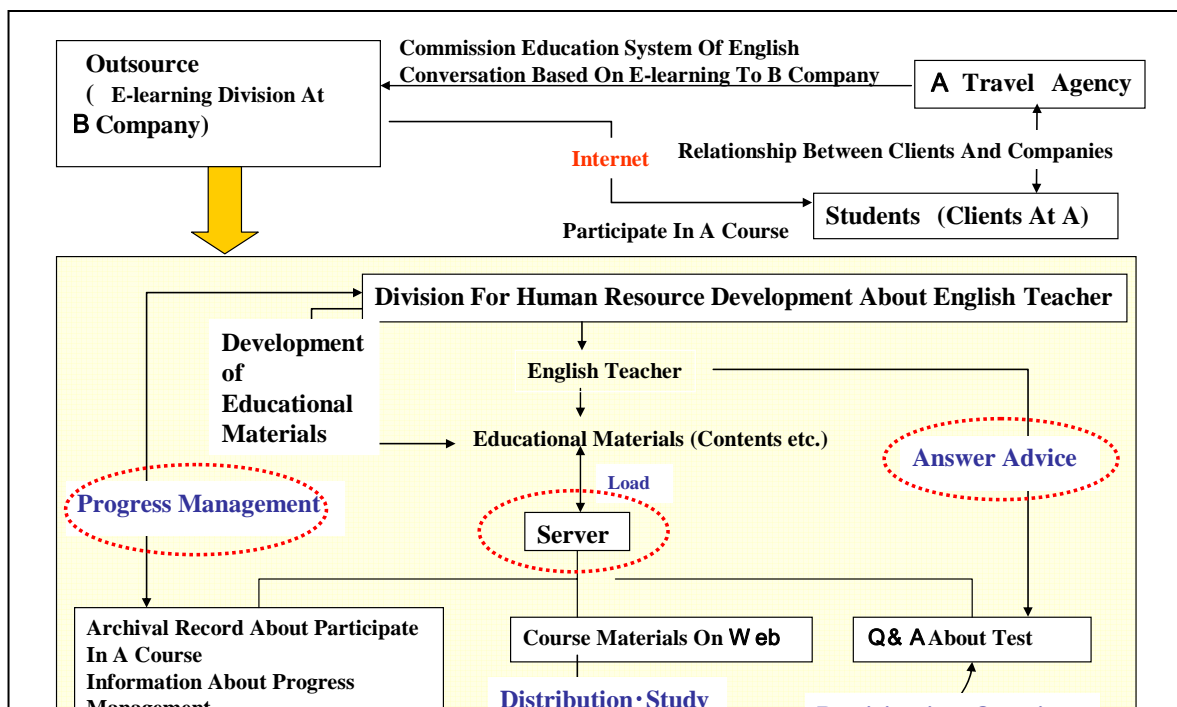 Outsource
( E-learning Division At
B Company)
Commission Education System Of English
Conversation Based On E-learning To B Company
A Travel Agency
Internet
Relationship Between Clients And Companies
Students (Clients At A)
Participate In A Course
Division For Human Resource Development About English Teacher
Development
of
Educational
Materials
English Teacher
Educational Materials (Contents etc.)
Answer Advice
Load
Progress Management
Server
Archival Record About Participate
In A Course
Information About Progress
Management
Course Materials On Web
Q& A About Test
Distribution·Study